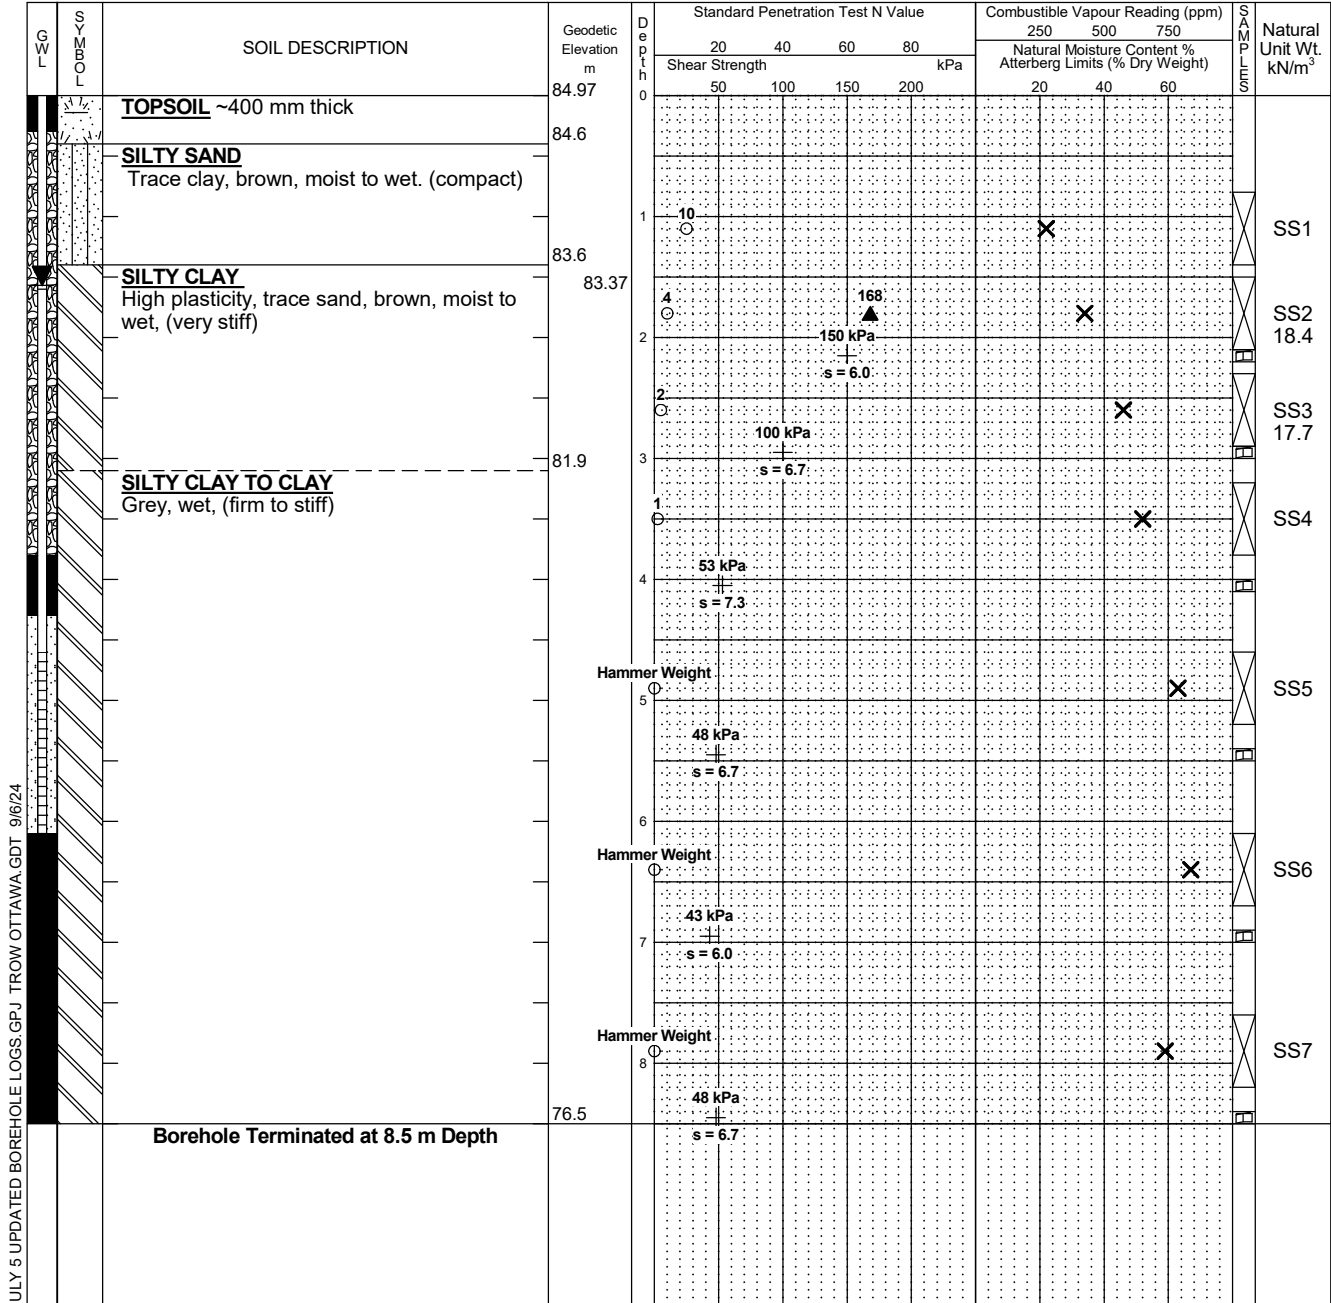 GWL
SYMBOL
SOIL DESCRIPTION
Geodetic
Elevation
m
Depth
Standard Penetration Test N Value
20 40 60 80
Shear Strength kPa
50 100 150 200
Combustible Vapour Reading (ppm)
250 500 750
Natural Moisture Content %
Atterberg Limits (% Dry Weight)
20 40 60
SAMPLES
Natural
Unit Wt.
kN/m³
84.97
0
TOPSOIL ~400 mm thick
84.6
SILTY SAND
Trace clay, brown, moist to wet. (compact)
10
1
SS1
83.6
SILTY CLAY
83.37
High plasticity, trace sand, brown, moist to
wet, (very stiff)
4
168
SS2
18.4
2
150 kPa
s = 6.0
2
SS3
17.7
100 kPa
3
s = 6.7
81.9
SILTY CLAY TO CLAY
Grey, wet, (firm to stiff)
1
SS4
53 kPa
4
s = 7.3
Hammer Weight
SS5
5
48 kPa
s = 6.7
6
Hammer Weight
SS6
43 kPa
7
s = 6.0
Hammer Weight
SS7
8
48 kPa
76.5
s = 6.7
Borehole Terminated at 8.5 m Depth
ULY 5 UPDATED BOREHOLE LOGS.GPJ TROW OTTAWA.GDT 9/6/24